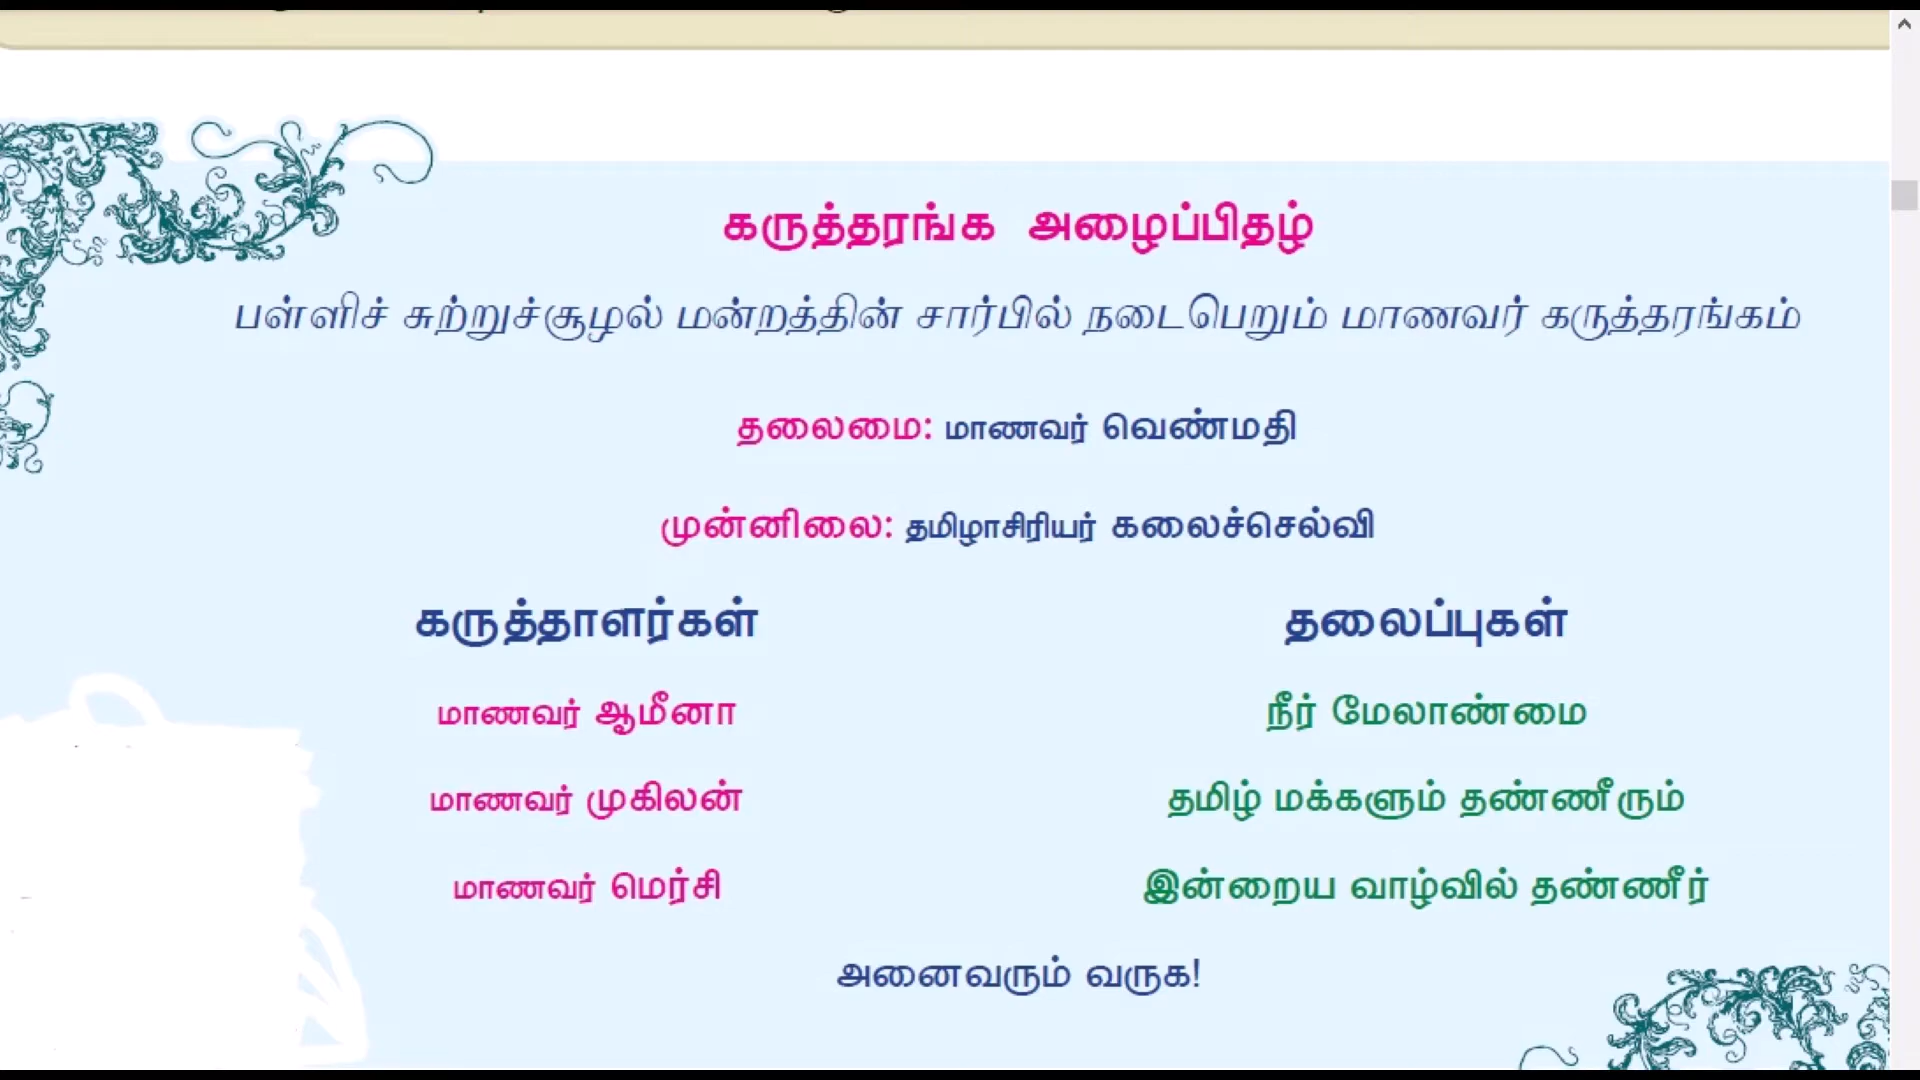 கருத்தரங்க அழைப்பிதழ்
பள்ளிச் சுற்றுச்சூழல் மன்றத்தின் சார்பில் நடைபெறும் மாணவர் கருத்தரங்கம்
தலைமை: மாணவர் வெண்மதி
முன்னிலை: தமிழாசிரியர் கலைச்செல்வி
கருத்தாளர்கள் தலைப்புகள்
மாணவர் ஆமீனா நீர் மேலாண்மை
மாணவர் முகிலன் தமிழ் மக்களும் தண்ணீரும்
மாணவர் மெர்சி இன்றைய வாழ்வில் தண்ணீர்
அனைவரும் வருக!